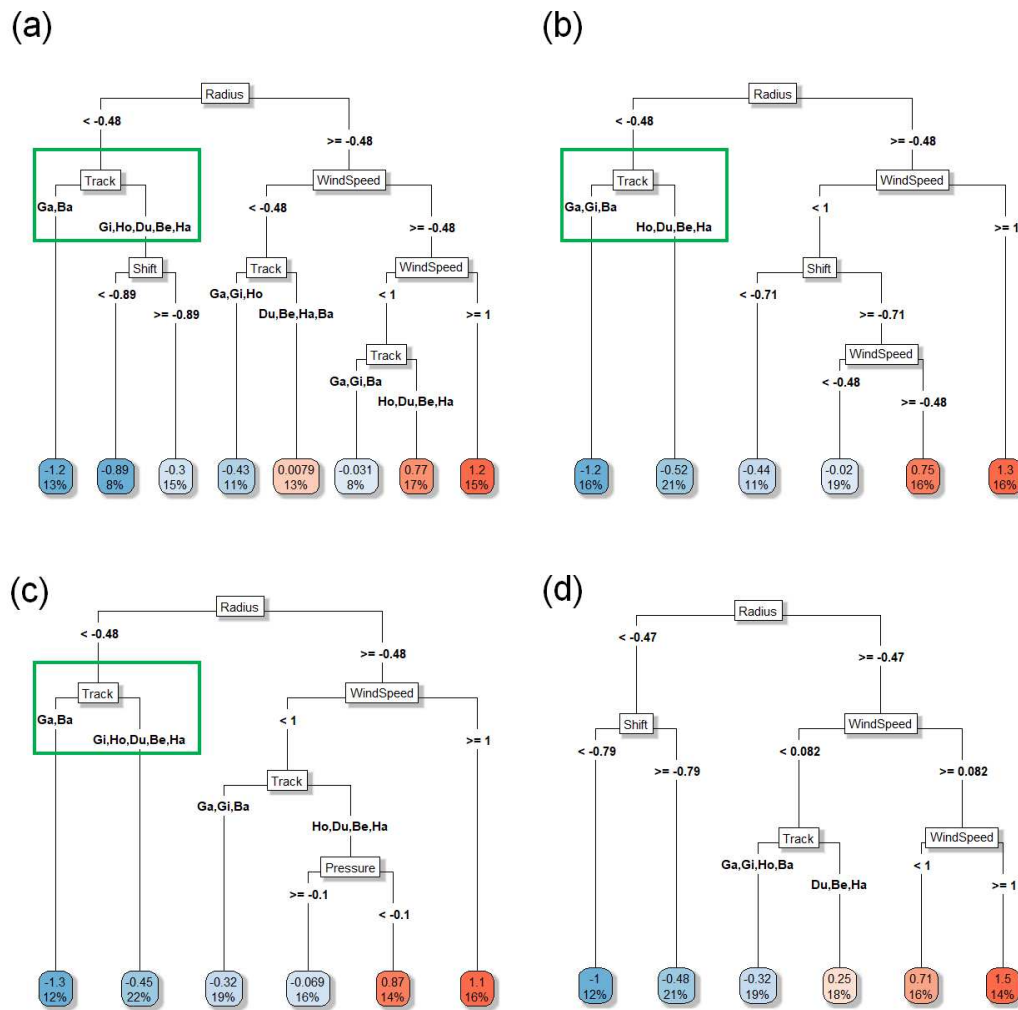 (a)
Radius
< -0.48
>= -0.48
Track
WindSpeed
Ga,Ba
Gi,Ho,Du,Be,Ha
< -0.48
>= -0.48
Shift
Track
WindSpeed
< -0.89
>= -0.89
Ga,Gi,Ho
Du,Be,Ha,Ba
< 1
>= 1
Track
Ga,Gi,Ba
Ho,Du,Be,Ha
-1.2 -0.89 -0.3 -0.43 0.0079 -0.031 0.77 1.2
13% 8% 15% 11% 13% 8% 17% 15%
(b)
Radius
< -0.48
>= -0.48
Track
WindSpeed
Ga,Gi,Ba
Ho,Du,Be,Ha
< 1
>= 1
Shift
< -0.71
>= -0.71
WindSpeed
< -0.48
>= -0.48
-1.2 -0.52 -0.44 -0.02 0.75 1.3
16% 21% 11% 19% 16% 16%
(c)
Radius
< -0.48
>= -0.48
Track
WindSpeed
Ga,Ba
Gi,Ho,Du,Be,Ha
< 1
>= 1
Track
Ga,Gi,Ba
Ho,Du,Be,Ha
Pressure
>= -0.1
< -0.1
-1.3 -0.45 -0.32 -0.069 0.87 1.1
12% 22% 19% 16% 14% 16%
(d)
Radius
< -0.47
>= -0.47
Shift
WindSpeed
< -0.79
>= -0.79
< 0.082
>= 0.082
Track
WindSpeed
Ga,Gi,Ho,Ba
Du,Be,Ha
< 1
>= 1
-1 -0.48 -0.32 0.25 0.71 1.5
12% 21% 19% 18% 16% 14%